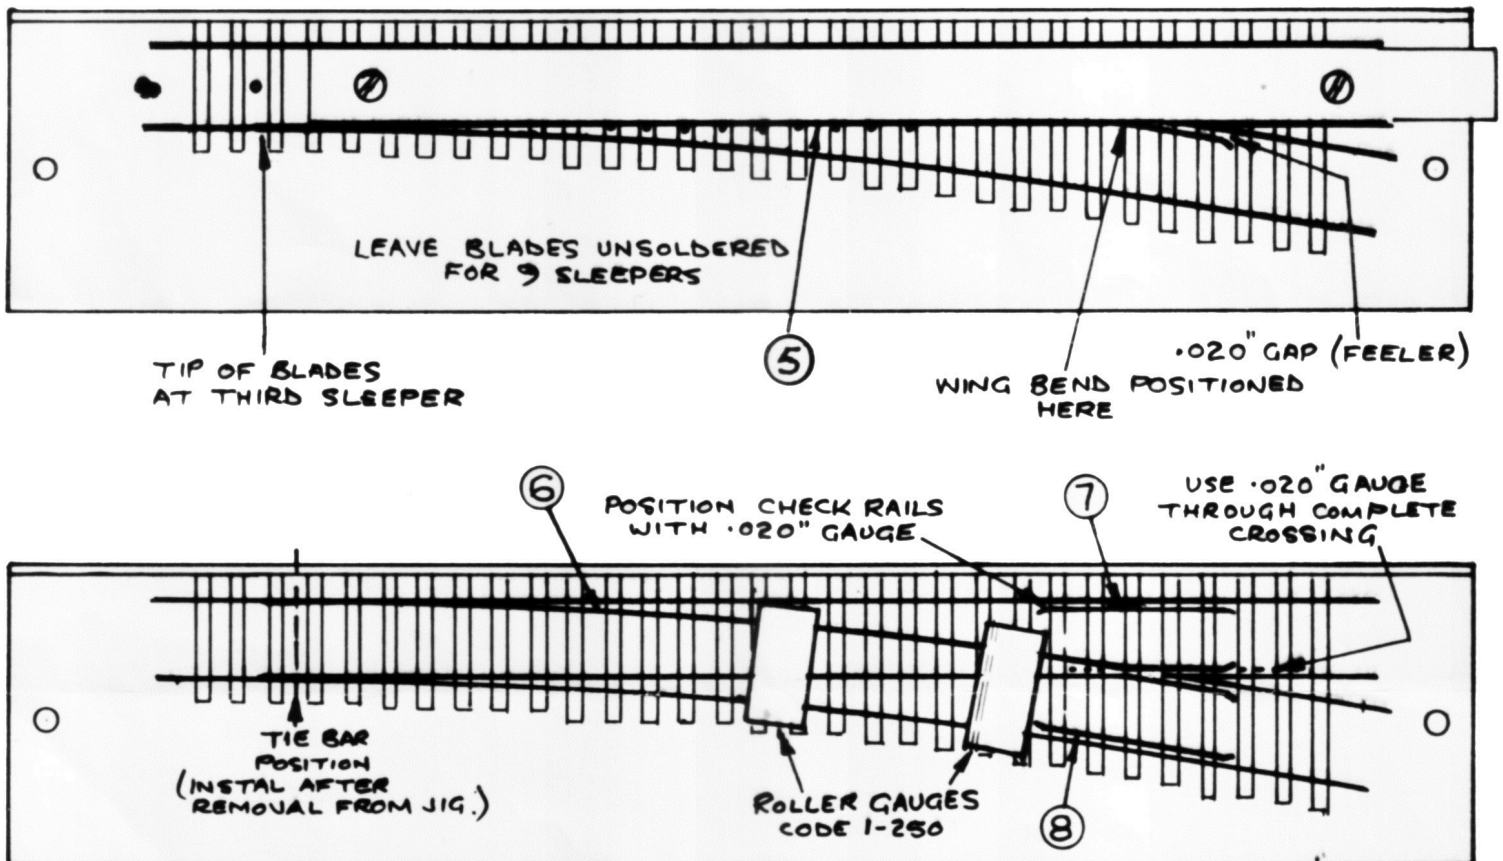 LEAVE BLADES UNSOLDERED
FOR 9 SLEEPERS
TIP OF BLADES
AT THIRD SLEEPER
5
.020" GAP (FEELER)
WING BEND POSITIONED
HERE
6
POSITION CHECK RAILS
WITH .020" GAUGE
7
USE .020" GAUGE
THROUGH COMPLETE
CROSSING
TIE BAR
POSITION
(INSTAL AFTER
REMOVAL FROM JIG.)
ROLLER GAUGES
CODE 1-250
8